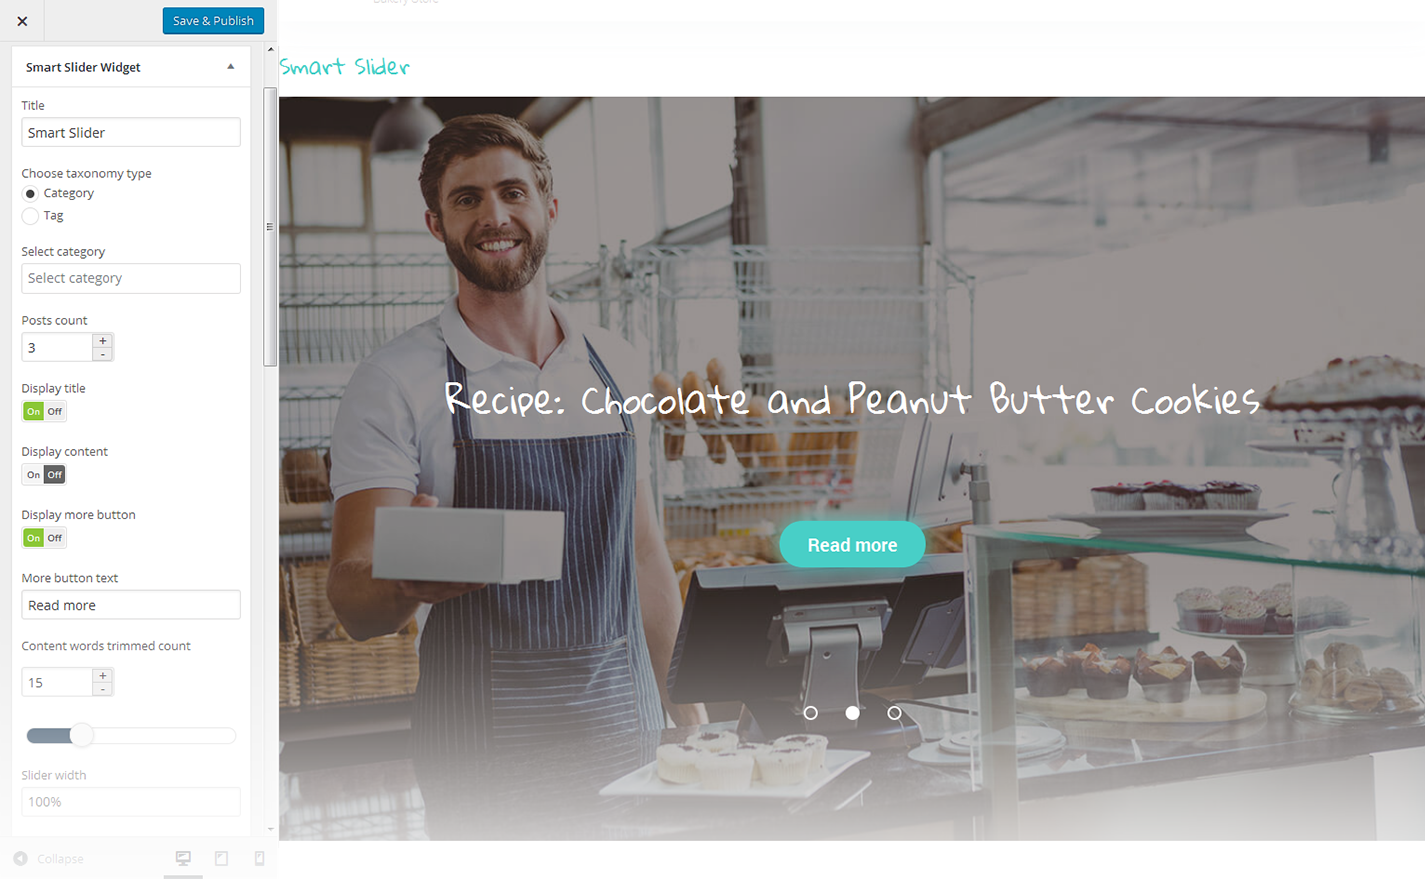 Save & Publish
Bakery Store
Smart Slider Widget
Title
Smart Slider
Choose taxonomy type
Category
Tag
Select category
Select category
Posts count
3
+
-
Display title
On Off
Display content
On Off
Display more button
On Off
More button text
Read more
Content words trimmed count
15
+
-
Slider width
100%
Collapse
Smart Slider
Recipe: Chocolate and Peanut Butter Cookies
Read more